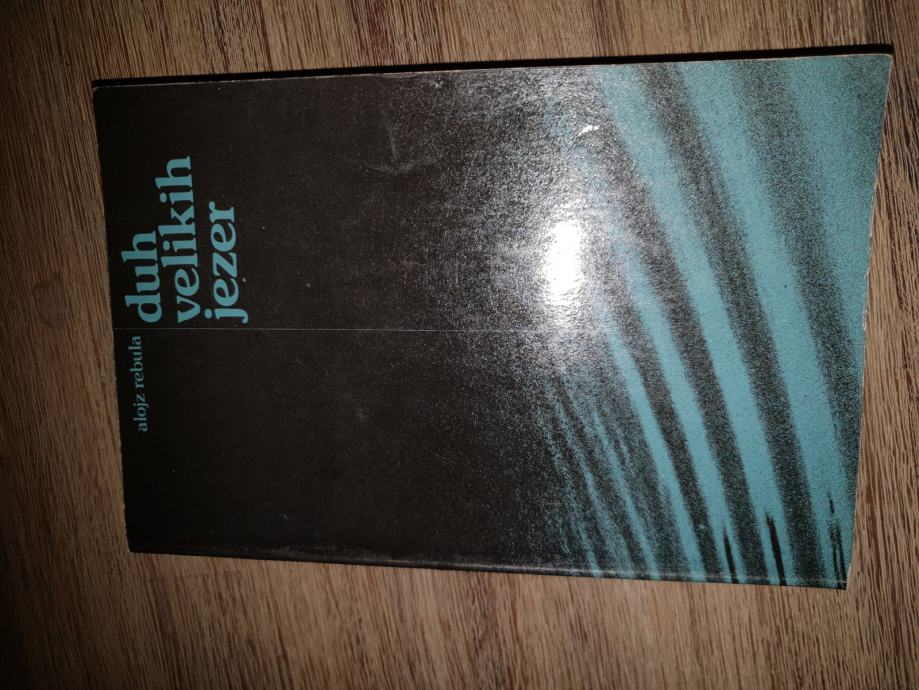 alojz rebula
duh
velikih
jezer